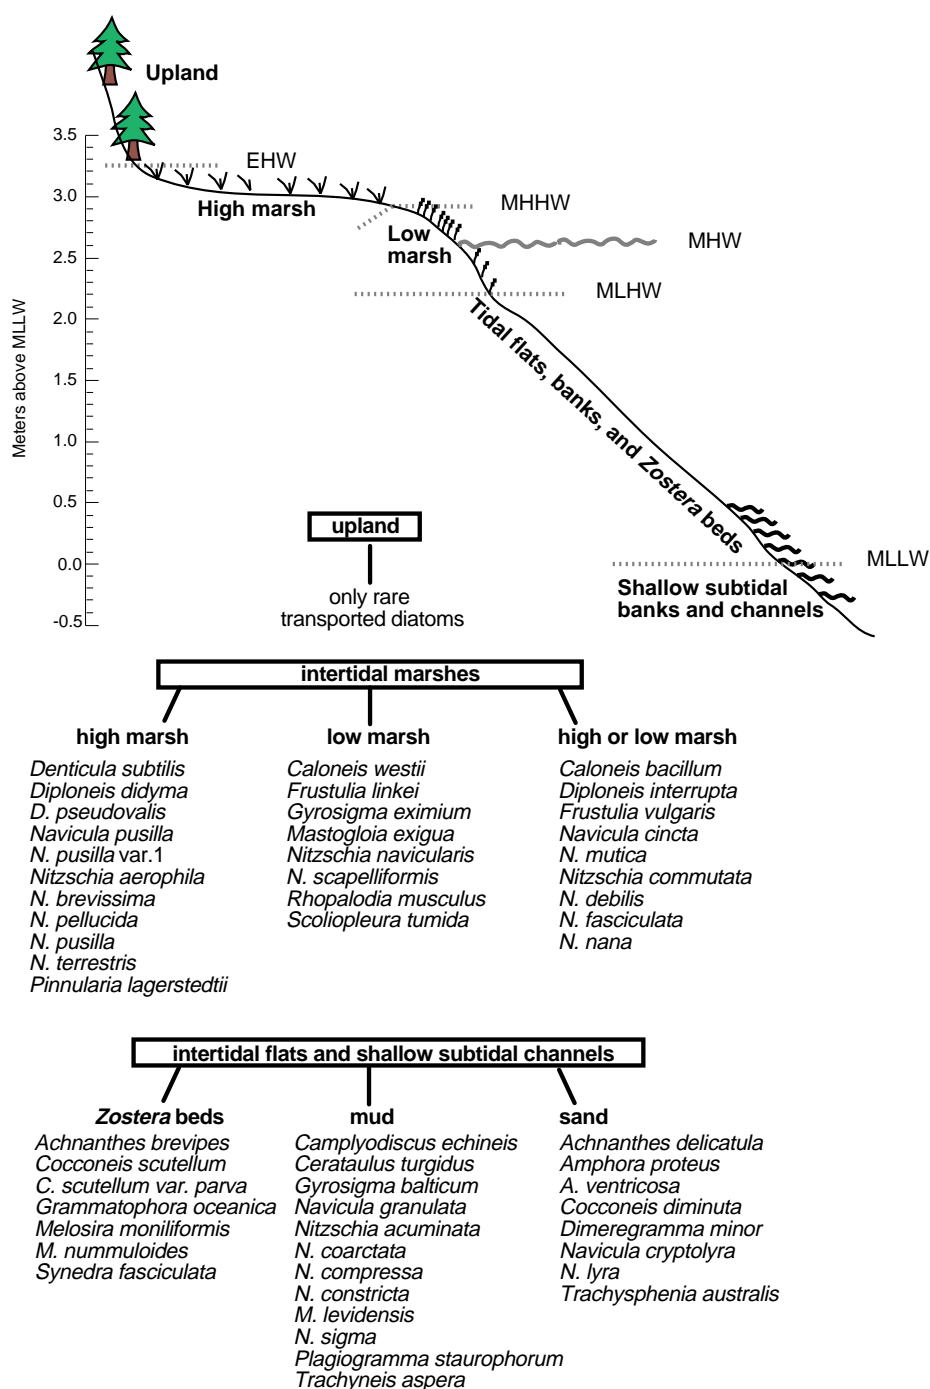 Upland
3.5
EHW
3.0
High marsh
MHHW
Low
marsh
MHW
2.5
MLHW
2.0
Tidal flats, banks, and Zostera beds
Meters above MLLW
1.5
1.0
0.5
0.0
-0.5
MLLW
Shallow subtidal
banks and channels
upland
only rare
transported diatoms
intertidal marshes
high marsh
Denticula subtilis
Diploneis didyma
D. pseudovalis
Navicula pusilla
N. pusilla var.1
Nitzschia aerophila
N. brevissima
N. pellucida
N. pusilla
N. terrestris
Pinnularia lagerstedtii
low marsh
Caloneis westii
Frustulia linkei
Gyrosigma eximium
Mastogloia exigua
Nitzschia navicularis
N. scapelliformis
Rhopalodia musculus
Scoliopleura tumida
high or low marsh
Caloneis bacillum
Diploneis interrupta
Frustulia vulgaris
Navicula cincta
N. mutica
Nitzschia commutata
N. debilis
N. fasciculata
N. nana
intertidal flats and shallow subtidal channels
Zostera beds
Achnanthes brevipes
Cocconeis scutellum
C. scutellum var. parva
Grammatophora oceanica
Melosira moniliformis
M. nummuloides
Synedra fasciculata
mud
Camplyodiscus echineis
Cerataulus turgidus
Gyrosigma balticum
Navicula granulata
Nitzschia acuminata
N. coarctata
N. compressa
N. constricta
M. levidensis
N. sigma
Plagiogramma staurophorum
Trachyneis aspera
sand
Achnanthes delicatula
Amphora proteus
A. ventricosa
Cocconeis diminuta
Dimeregramma minor
Navicula cryptolyra
N. lyra
Trachysphenia australis